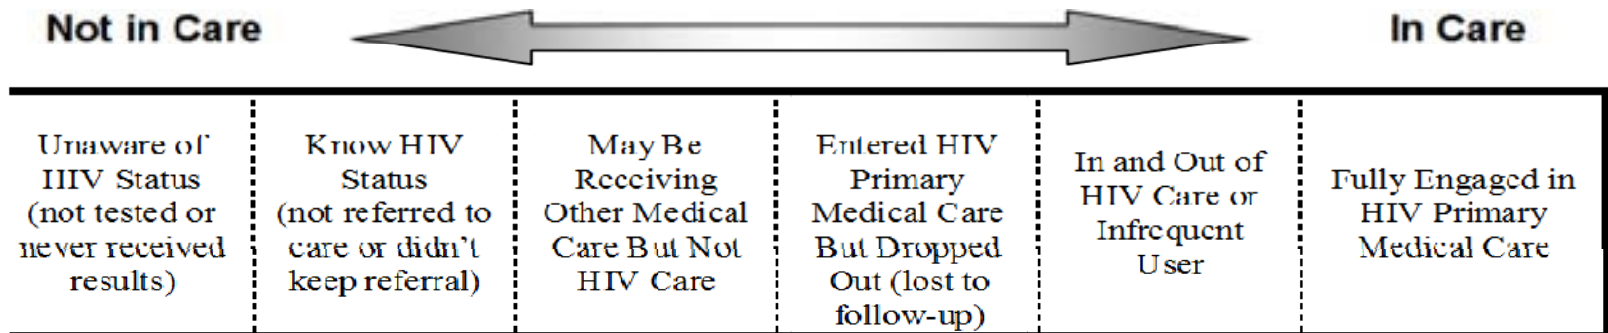 Not in Care
In Care
Unaware of
HIV Status
(not tested or
never received
results)
Know HIV
Status
(not referred to
care or didn't
keep referral)
May Be
Receiving
Other Medical
Care But Not
HIV Care
Entered HIV
Primary
Medical Care
But Dropped
Out (lost to
follow-up)
In and Out of
HIV Care or
Infrequent
User
Fully Engaged in
HIV Primary
Medical Care